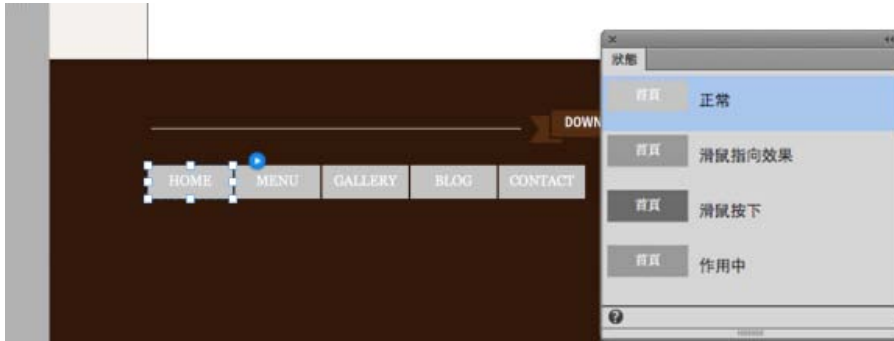 狀態
首頁 正常
DOWN
首頁 滑鼠指向效果
HOME MENU GALLERY BLOG CONTACT
首頁 滑鼠按下
首頁 作用中